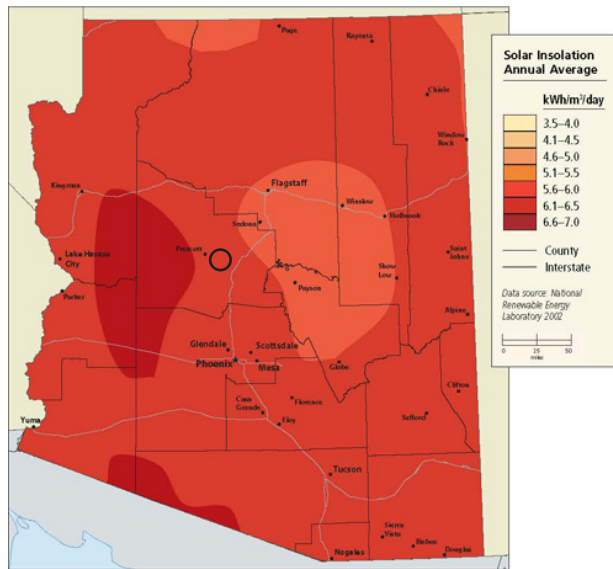 Page
Kayenta
Chinle
Window
Rock
Kingman
Flagstaff
Winslow
Holbrook
Sedona
Prescott
Lake Havasu
City
Saint
Johns
Show
Low
Payson
Parker
Alpine
Glendale
Scottsdale
Phoenix
Mesa
Globe
Clifton
Casa
Grande
Florence
Safford
Eloy
Yuma
Tucson
Sierra
Vista
Bisbee
Douglas
Nogales
Solar Insolation
Annual Average
kWh/m²/day
3.5–4.0
4.1–4.5
4.6–5.0
5.1–5.5
5.6–6.0
6.1–6.5
6.6–7.0
County
Interstate
Data source: National
Renewable Energy
Laboratory 2002
0 25 50
miles